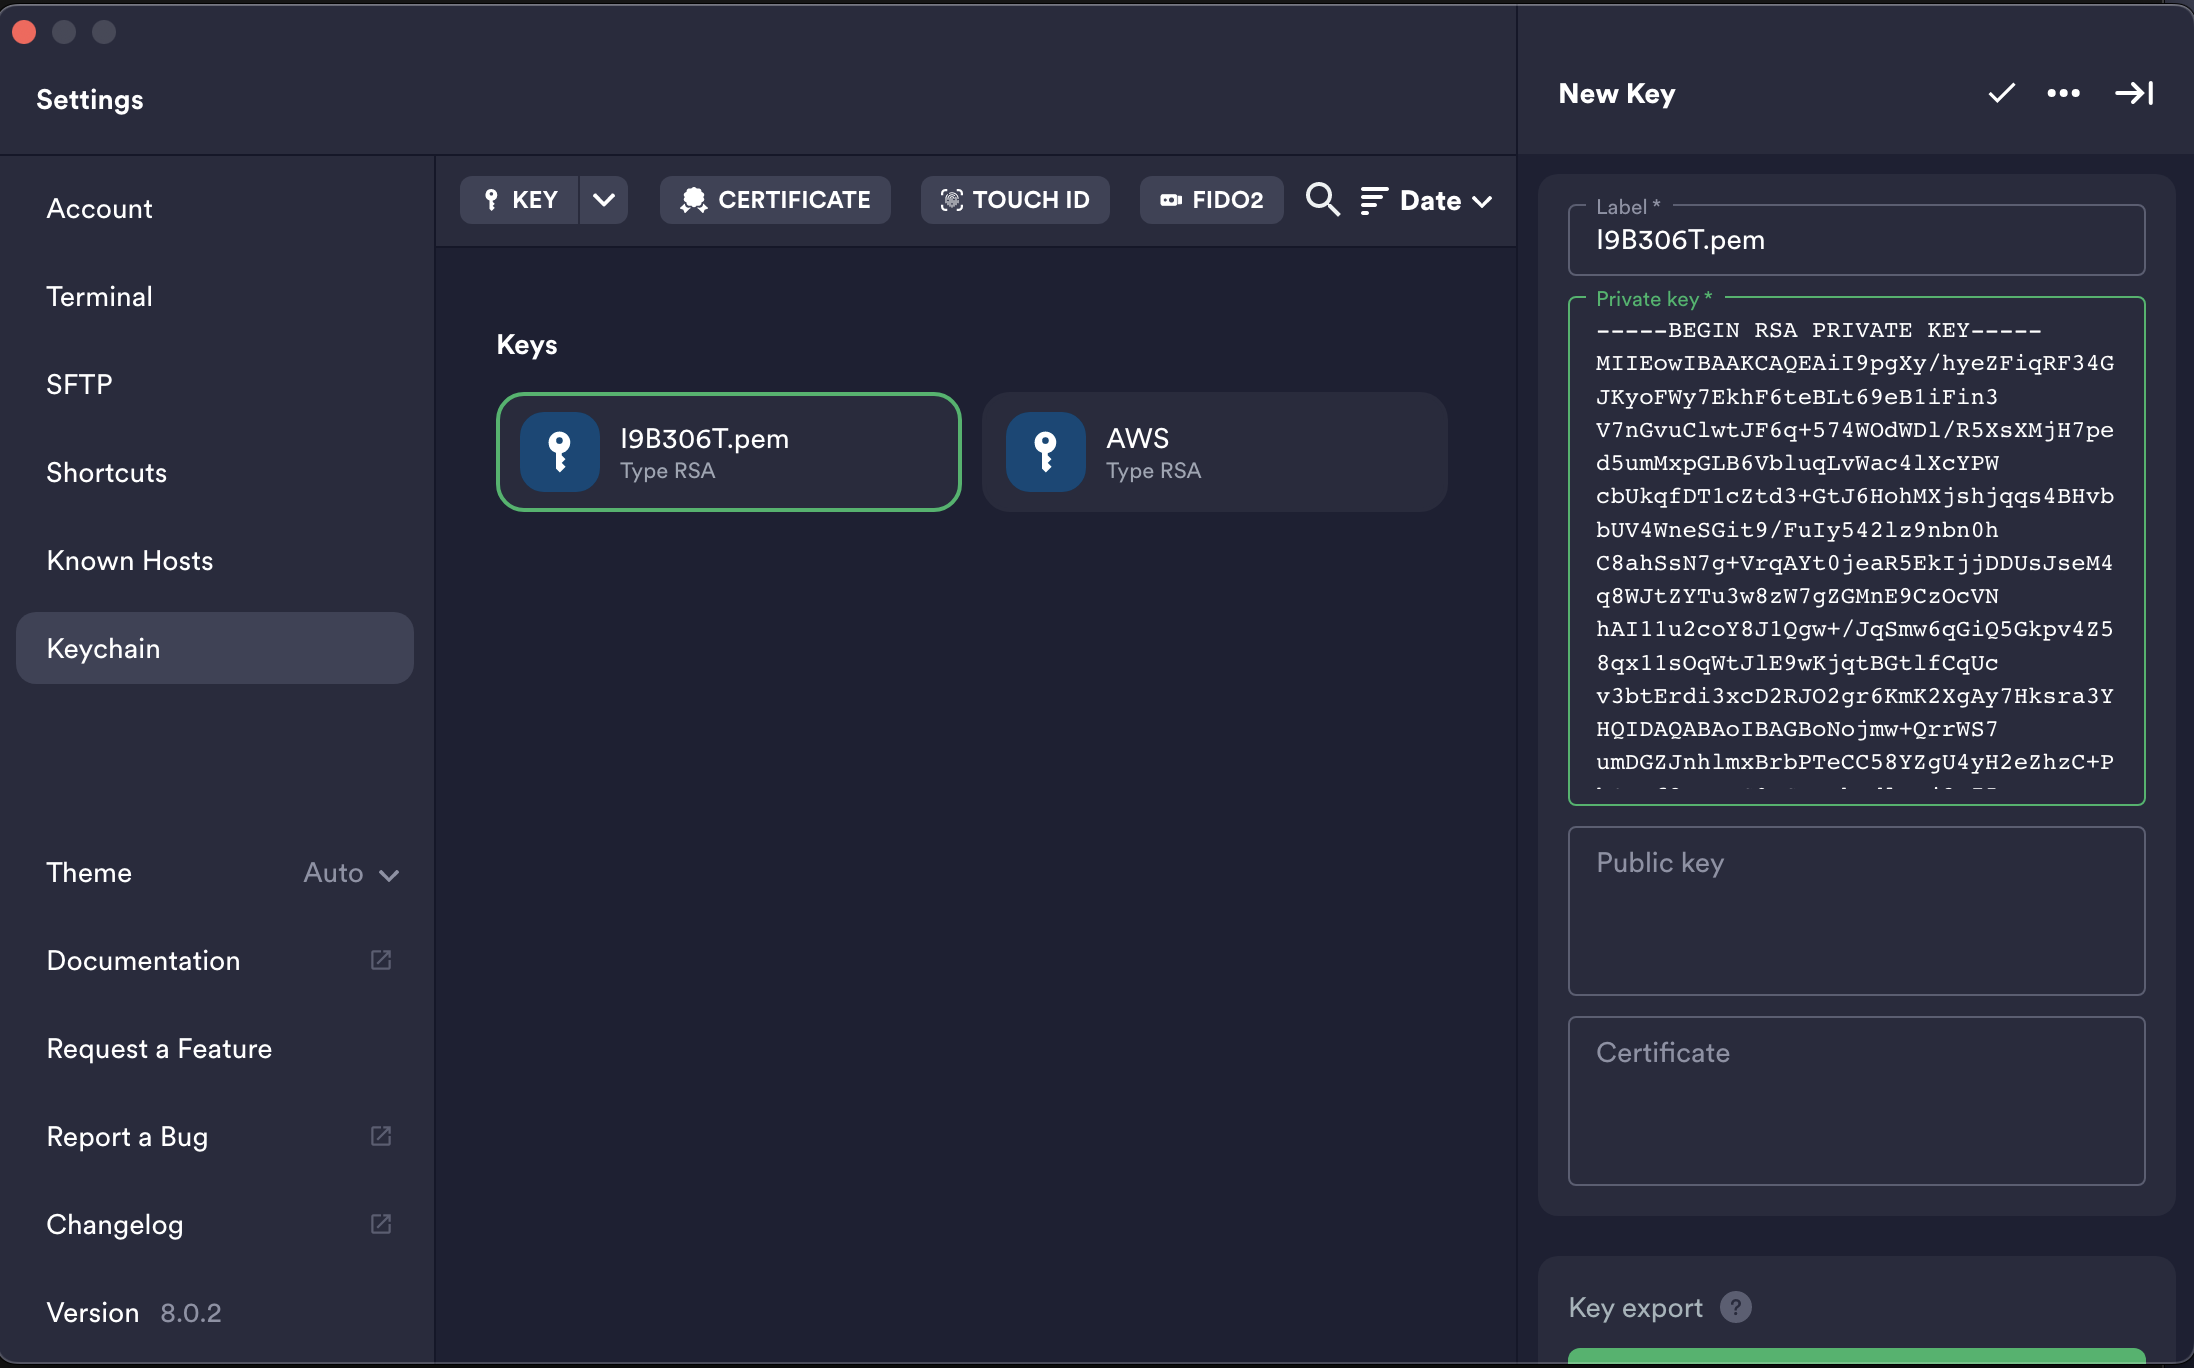 Settings
Account
Terminal
SFTP
Shortcuts
Known Hosts
Keychain
Theme Auto
Documentation
Request a Feature
Report a Bug
Changelog
Version 8.0.2
KEY CERTIFICATE TOUCH ID FIDO2 Date
Keys
I9B306T.pem
Type RSA
AWS
Type RSA
New Key
Label *
I9B306T.pem
Private key *
-----BEGIN RSA PRIVATE KEY-----
MIIEowIBAAKCAQEAiI9pgXy/hyeZFiqRF34G
JKyoFWy7EkhF6teBLt69eB1iFin3
V7nGvuClwtJF6q+574WOdWDl/R5XsXMjH7pe
d5umMxpGLB6VbluqLvWac4lXcYPW
cbUkqfDT1cZtd3+GtJ6HohMXjshjqqs4BHvb
bUV4WneSGit9/FuIy542lz9nbn0h
C8ahSsN7g+VrqAYt0jeaR5EkIjjDDUsJseM4
q8WJtZYTu3w8zW7gZGMnE9CzOcVN
hAI11u2coY8J1Qgw+/JqSmw6qGiQ5Gkpv4Z5
8qx11sOqWtJlE9wKjqtBGtlfCqUc
v3btErdi3xcD2RJO2gr6KmK2XgAy7Hksra3Y
HQIDAQABAoIBAGBoNojmw+QrrWS7
umDGZJnhlmxBrbPTeCC58YZgU4yH2eZhzC+P
Public key
Certificate
Key export ?